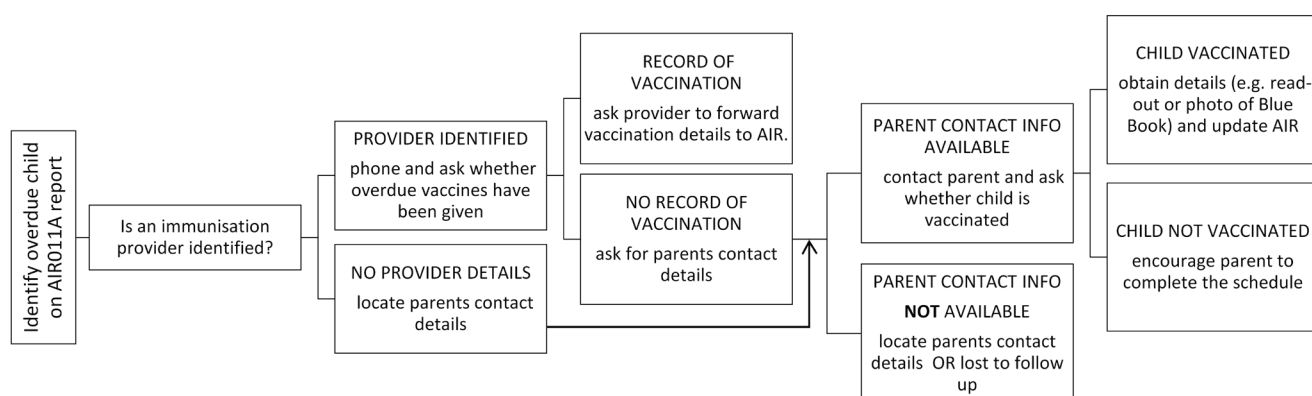 Identify overdue child
on AIR011A report
Is an immunisation
provider identified?
PROVIDER IDENTIFIED
phone and ask whether
overdue vaccines have
been given
NO PROVIDER DETAILS
locate parents contact
details
RECORD OF
VACCINATION
ask provider to forward
vaccination details to AIR.
NO RECORD OF
VACCINATION
ask for parents contact
details
PARENT CONTACT INFO
AVAILABLE
contact parent and ask
whether child is
vaccinated
PARENT CONTACT INFO
NOT AVAILABLE
locate parents contact
details OR lost to follow
up
CHILD VACCINATED
obtain details (e.g. read-
out or photo of Blue
Book) and update AIR
CHILD NOT VACCINATED
encourage parent to
complete the schedule